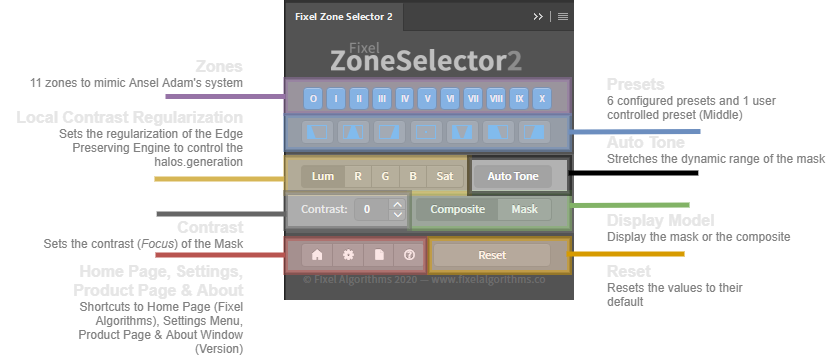 Fixel Zone Selector 2
Fixel
ZoneSelector2
Zones
11 zones to mimic Ansel Adam's system
O I II III IV V VI VII VIII IX X
Presets
6 configured presets and 1 user
controlled preset (Middle)
Local Contrast Regularization
Sets the regularization of the Edge
Preserving Engine to control the
halos.generation
Auto Tone
Stretches the dynamic range of the mask
Lum R G B Sat Auto Tone
Contrast: 0 Composite Mask
Contrast
Sets the contrast (Focus) of the Mask
Display Model
Display the mask or the composite
Reset
Home Page, Settings,
Product Page & About
Shortcuts to Home Page (Fixel
Algorithms), Settings Menu,
Product Page & About Window
(Version)
Reset
Resets the values to their
default
© Fixel Algorithms 2020 — www.fixelalgorithms.co